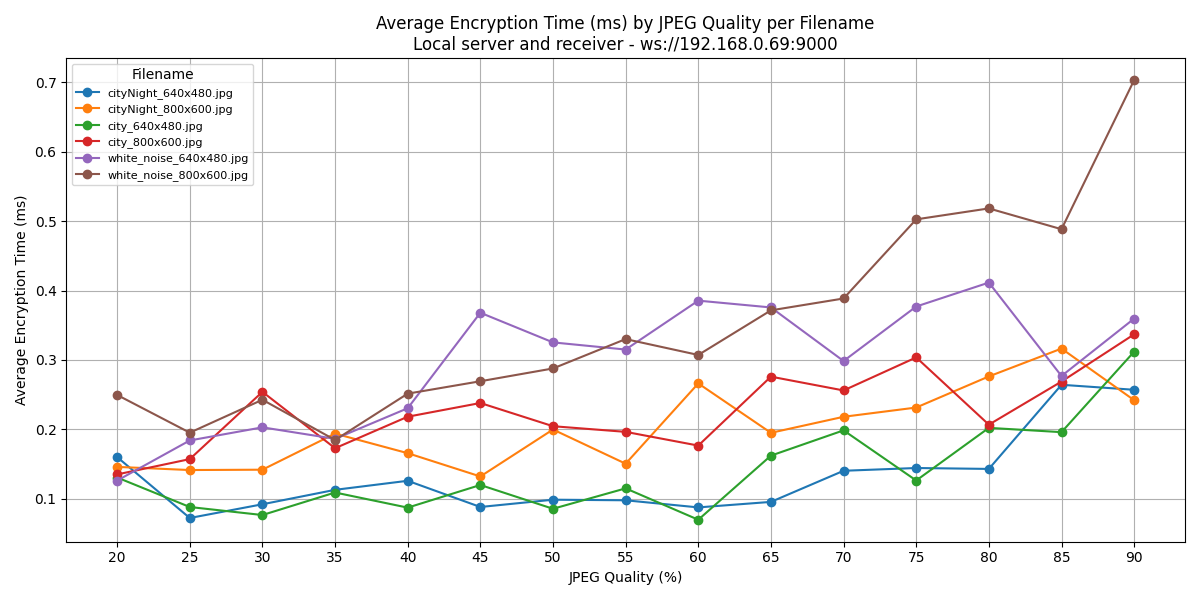 Average Encryption Time (ms) by JPEG Quality per Filename
Local server and receiver - ws://192.168.0.69:9000
Filename
cityNight_640x480.jpg
cityNight_800x600.jpg
city_640x480.jpg
city_800x600.jpg
white_noise_640x480.jpg
white_noise_800x600.jpg
Average Encryption Time (ms)
0.7
0.6
0.5
0.4
0.3
0.2
0.1
20 25 30 35 40 45 50 55 60 65 70 75 80 85 90
JPEG Quality (%)